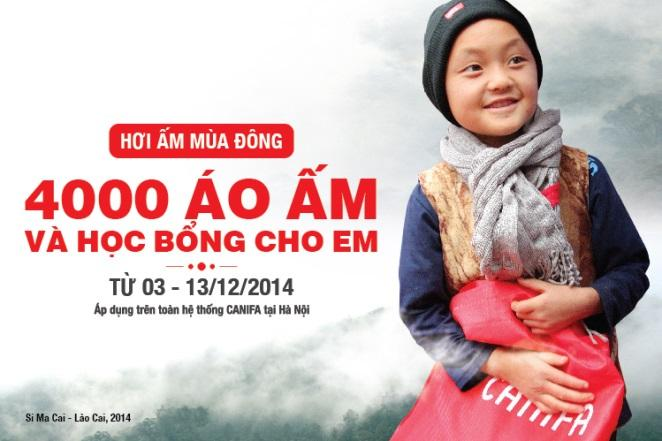 HƠI ẤM MÙA ĐÔNG
4000 ÁO ẤM
VÀ HỌC BỔNG CHO EM
TỪ 03 - 13/12/2014
Áp dụng trên toàn hệ thống CANIFA tại Hà Nội
CANIFA
Si Ma Cai - Lào Cai, 2014